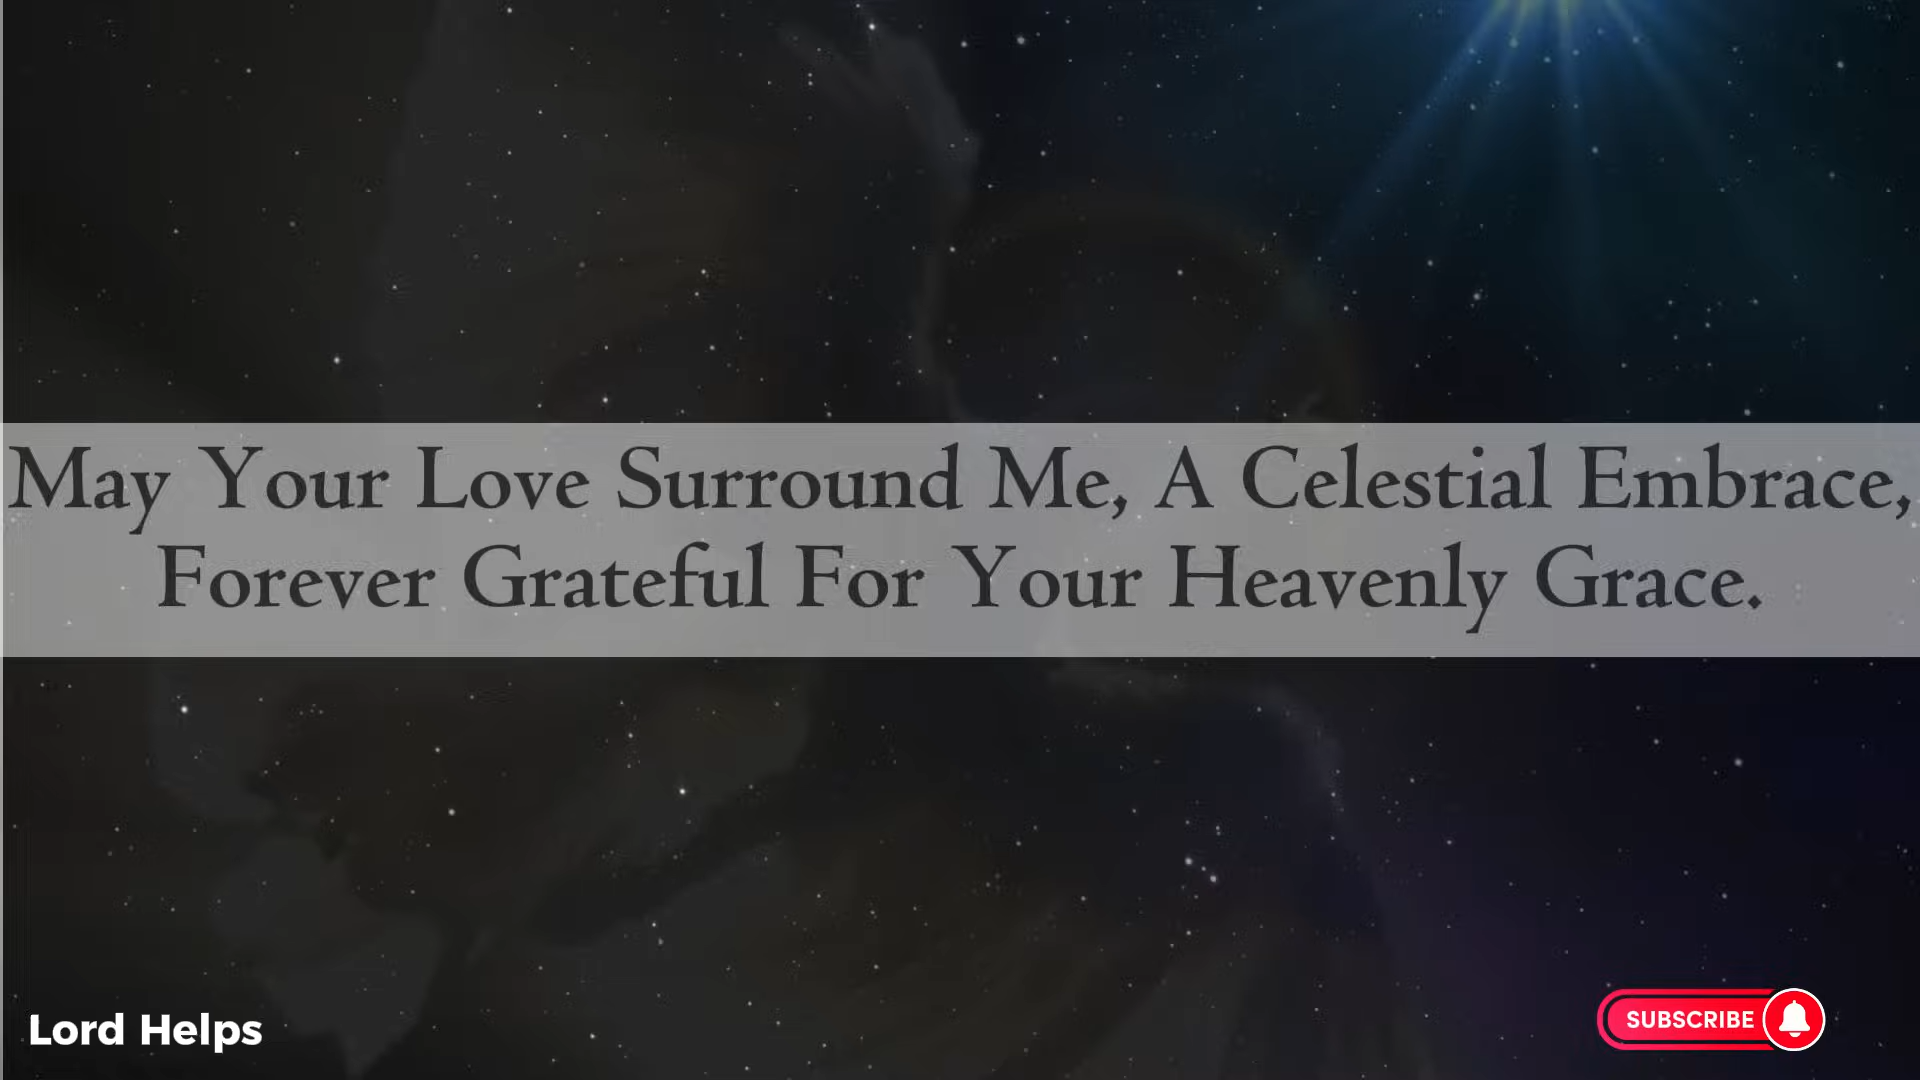 May Your Love Surround Me, A Celestial Embrace,
Forever Grateful For Your Heavenly Grace.
Lord Helps
SUBSCRIBE